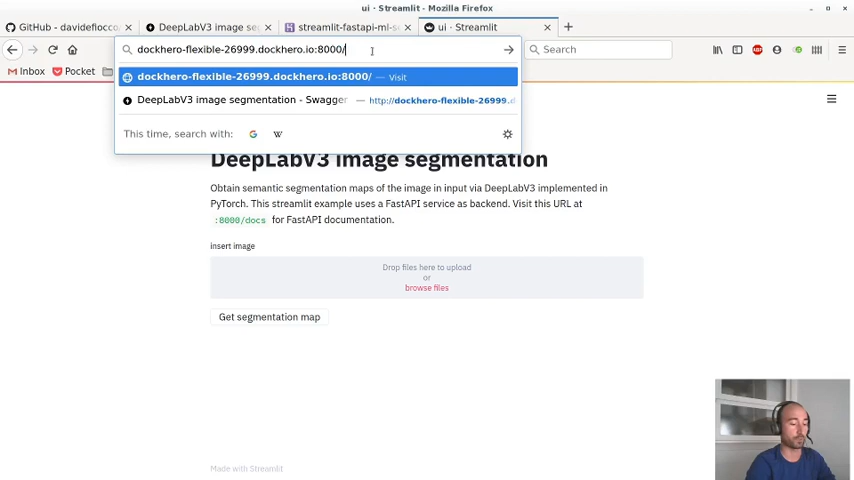 ui - Streamlit - Mozilla Firefox
GitHub - davidefiocco
DeepLabV3 image se
streamlit-fastapi-ml-se
ui · Streamlit
dockhero-flexible-26999.dockhero.io:8000/
Search
Inbox
Pocket
dockhero-flexible-26999.dockhero.io:8000/ — Visit
DeepLabV3 image segmentation - Swagger — http://dockhero-flexible-26999.d
This time, search with:
DeepLabV3 image segmentation
Obtain semantic segmentation maps of the image in input via DeepLabV3 implemented in
PyTorch. This streamlit example uses a FastAPI service as backend. Visit this URL at
:8000/docs for FastAPI documentation.
insert image
Drop files here to upload
or
browse files
Get segmentation map
Made with Streamlit